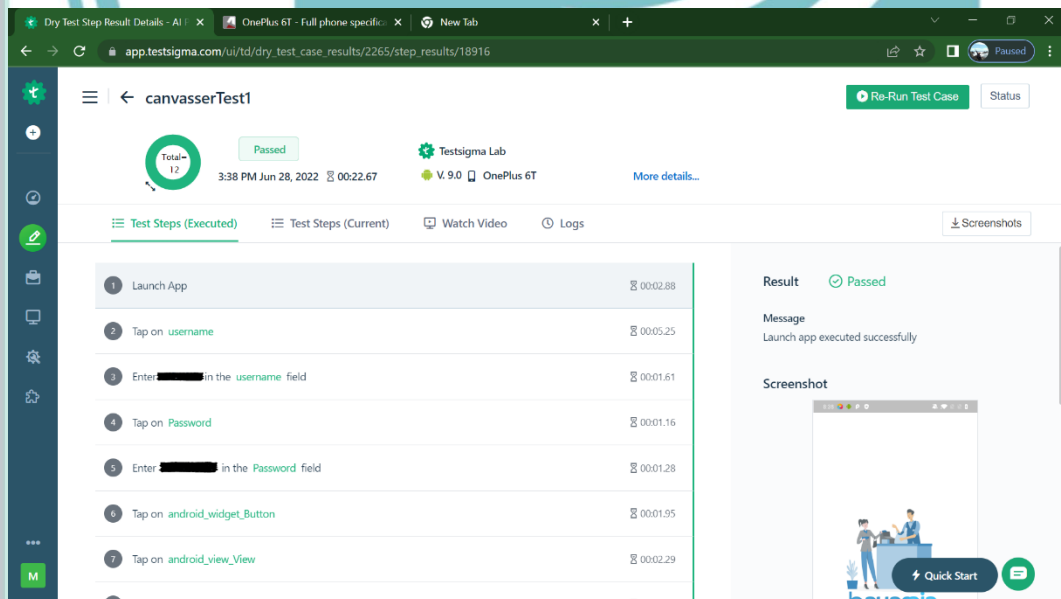 Dry Test Step Result Details - AI P
OnePlus 6T - Full phone specific
New Tab
app.testsigma.com/ui/td/dry_test_case_results/2265/step_results/18916
Paused
canvasserTest1
Re-Run Test Case
Status
Total=
12
Passed
3:38 PM Jun 28, 2022 00:22.67
Testsigma Lab
V. 9.0 OnePlus 6T
More details...
Test Steps (Executed)
Test Steps (Current)
Watch Video
Logs
Screenshots
1 Launch App 00:02.88
2 Tap on username 00:05.25
3 Enter in the username field 00:01.61
4 Tap on Password 00:01.16
5 Enter in the Password field 00:01.28
6 Tap on android_widget_Button 00:01.95
7 Tap on android_view_View 00:02.29
Result Passed
Message
Launch app executed successfully
Screenshot
Quick Start
M